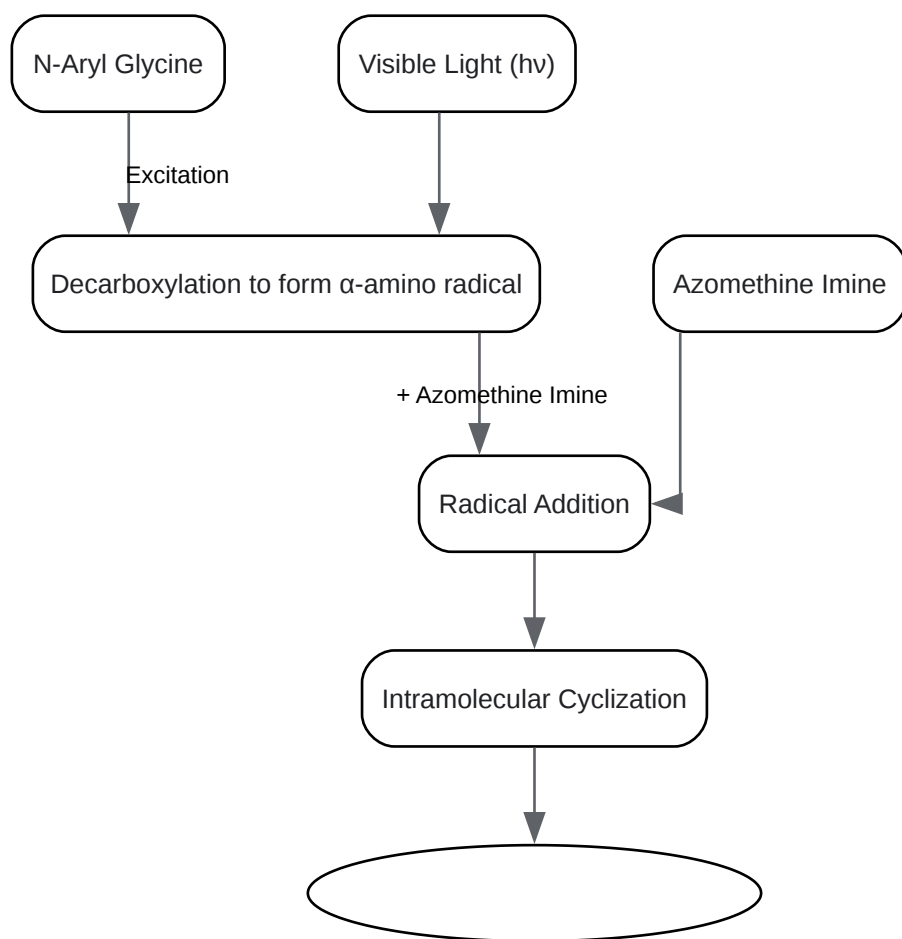 N-Aryl Glycine
Visible Light (hν)
Excitation
Decarboxylation to form α-amino radical
Azomethine Imine
+ Azomethine Imine
Radical Addition
Intramolecular Cyclization